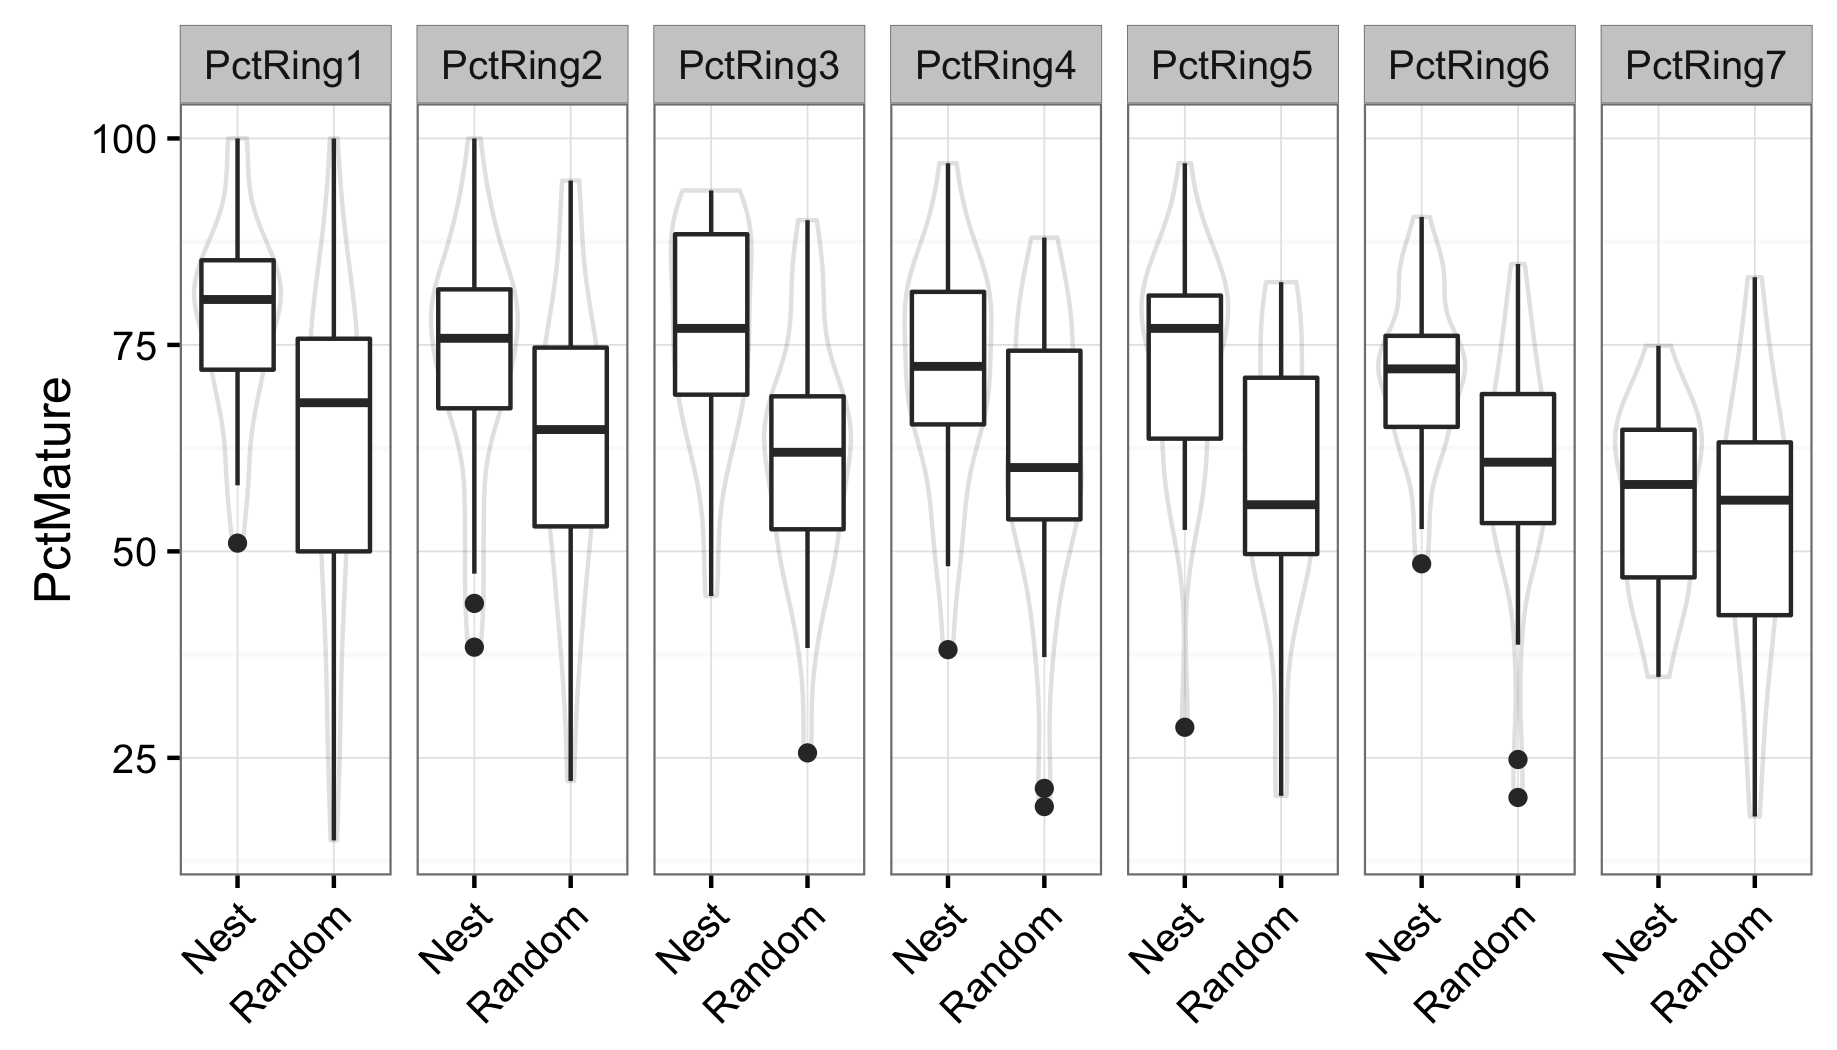 PctRing1 PctRing2 PctRing3 PctRing4 PctRing5 PctRing6 PctRing7
100
75
50
25
PctMature
Nest Random Nest Random Nest Random Nest Random Nest Random Nest Random Nest Random